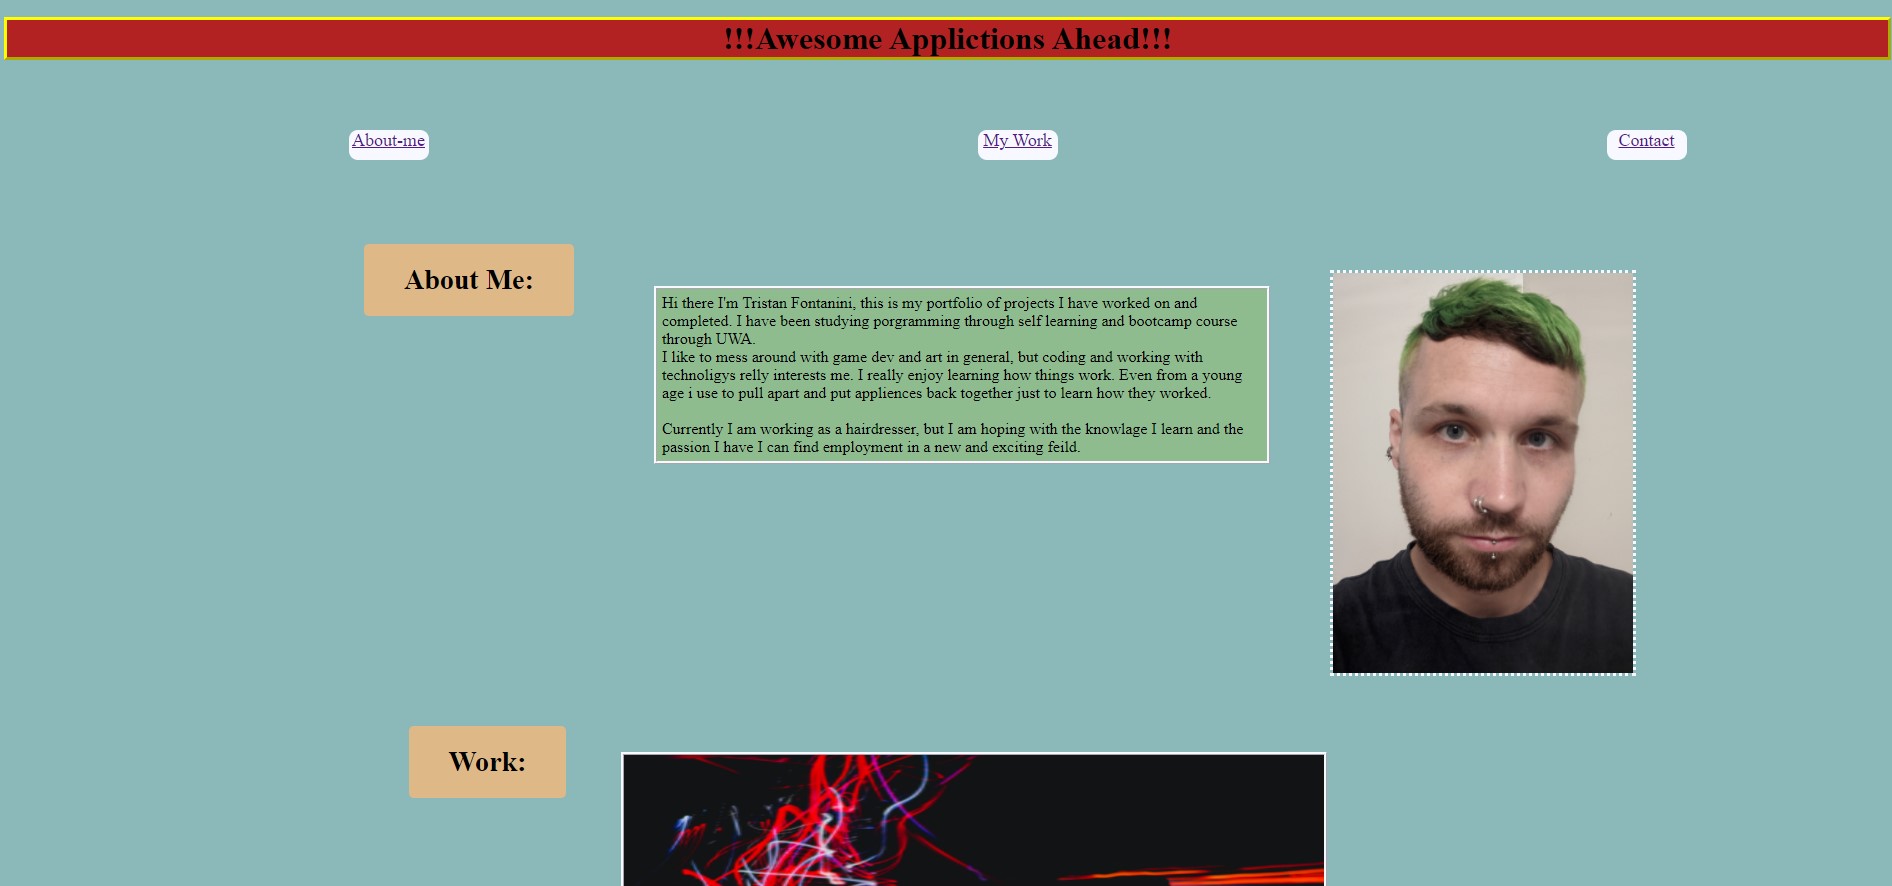 !!!Awesome Applictions Ahead!!!
About-me
My Work
Contact
About Me:
Hi there I'm Tristan Fontanini, this is my portfolio of projects I have worked on and
completed. I have been studying porgramming through self learning and bootcamp course
through UWA.
I like to mess around with game dev and art in general, but coding and working with
technoligys relly interests me. I really enjoy learning how things work. Even from a young
age i use to pull apart and put appliences back together just to learn how they worked.
Currently I am working as a hairdresser, but I am hoping with the knowlage I learn and the
passion I have I can find employment in a new and exciting feild.
Work: